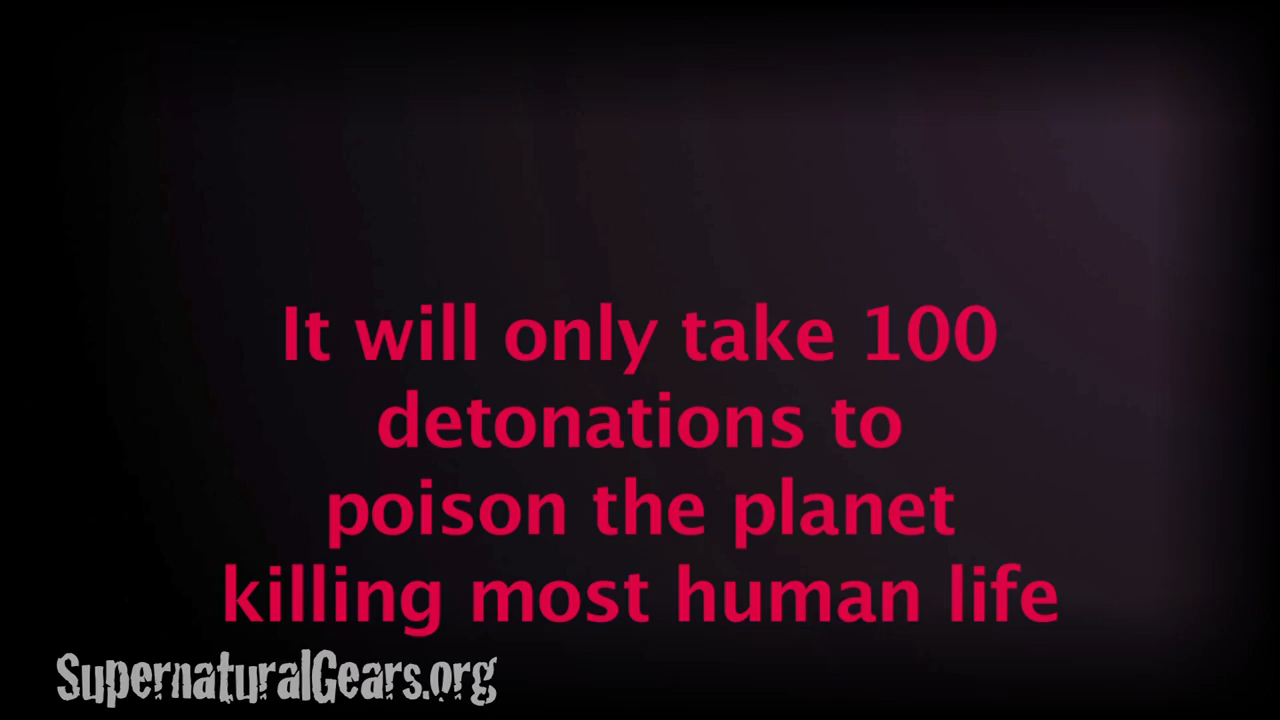 It will only take 100
detonations to
poison the planet
killing most human life
SupernaturalGears.org